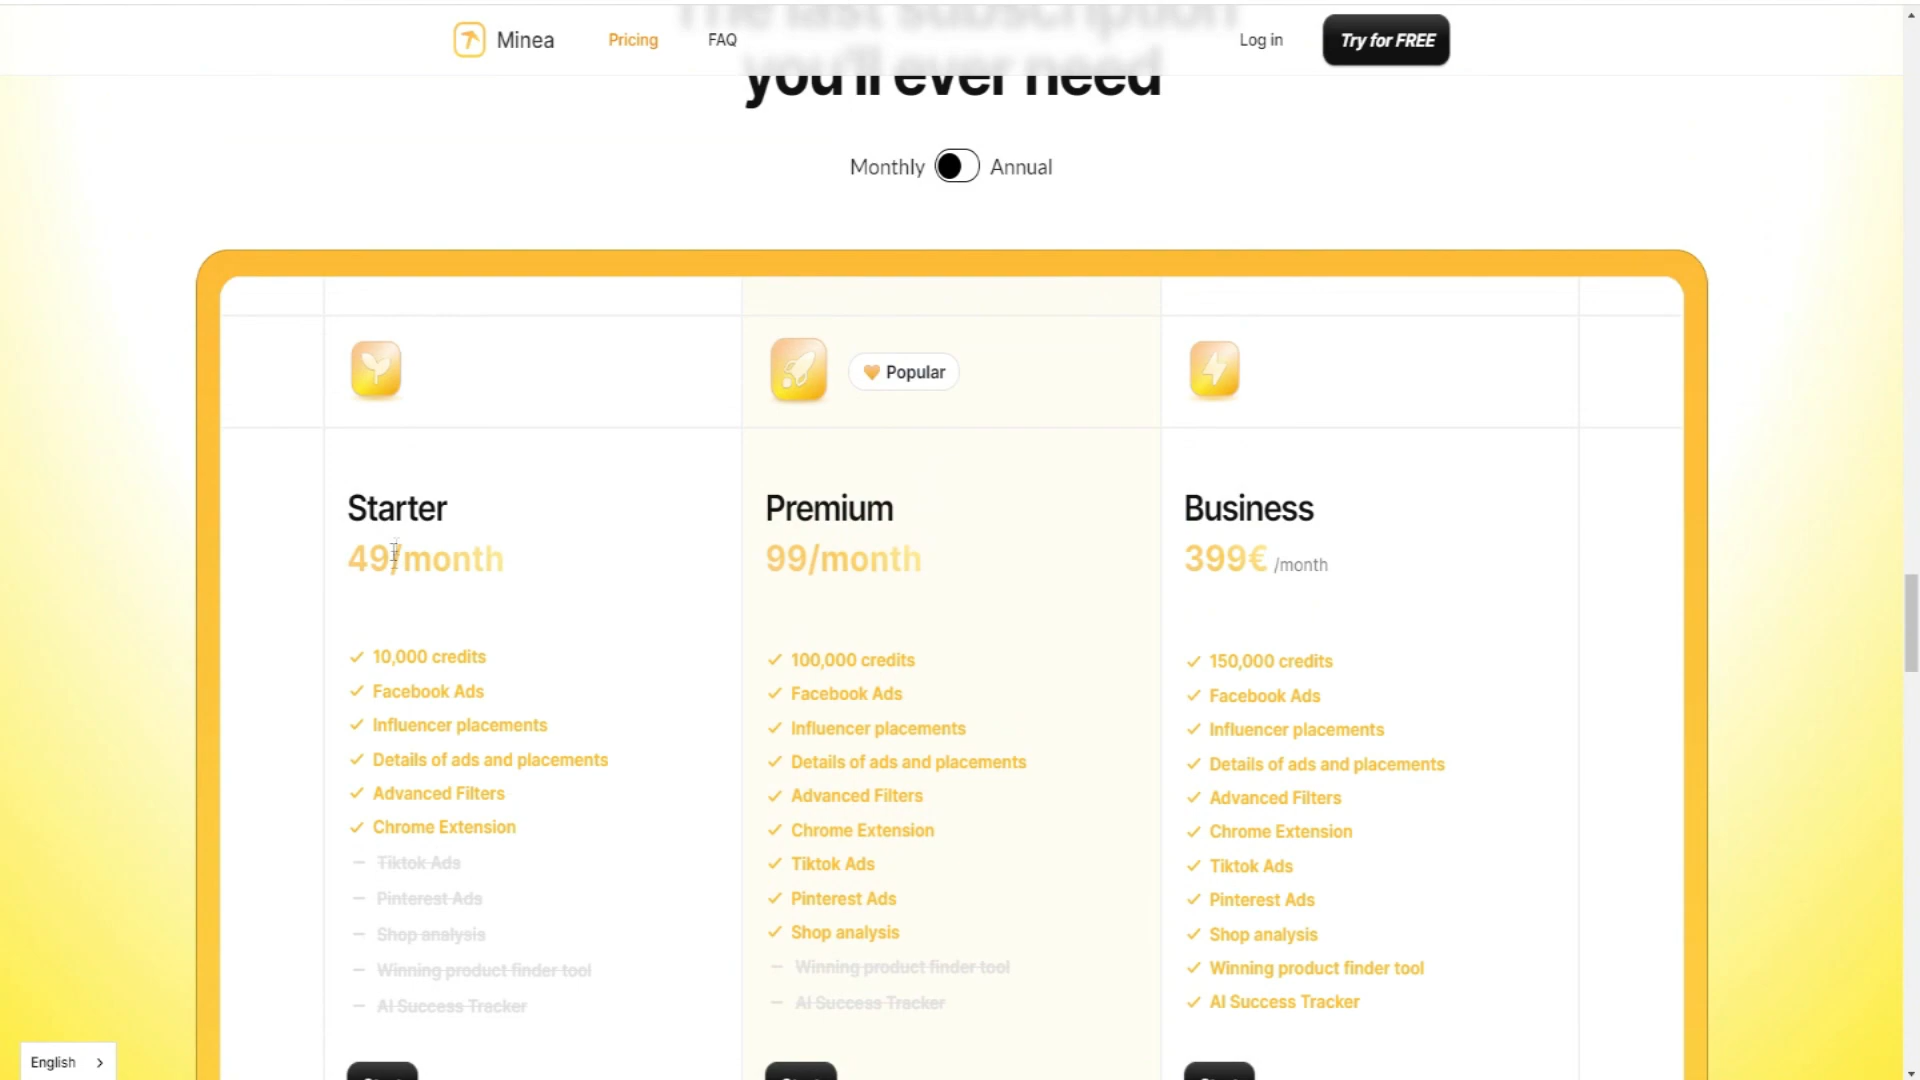 The last subscription
you'll ever need
Minea
Pricing
FAQ
Log in
Try for FREE
Monthly
Annual
Popular
Starter
49/month
10,000 credits
Facebook Ads
Influencer placements
Details of ads and placements
Advanced Filters
Chrome Extension
Tiktok Ads
Pinterest Ads
Shop analysis
Winning product finder tool
AI Success Tracker
Premium
99/month
100,000 credits
Facebook Ads
Influencer placements
Details of ads and placements
Advanced Filters
Chrome Extension
Tiktok Ads
Pinterest Ads
Shop analysis
Winning product finder tool
AI Success Tracker
Business
399€ /month
150,000 credits
Facebook Ads
Influencer placements
Details of ads and placements
Advanced Filters
Chrome Extension
Tiktok Ads
Pinterest Ads
Shop analysis
Winning product finder tool
AI Success Tracker
English